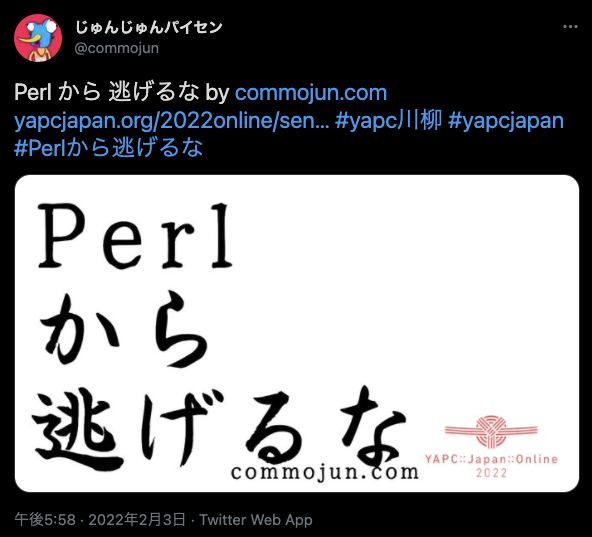 じゅんじゅんパイセン
@commojun
Perl から 逃げるな by commojun.com
yapcjapan.org/2022online/sen... #yapc川柳 #yapcjapan
#Perlから逃げるな
Perl
から
逃げるな
commojun.com
YAPC::Japan::Online
2022
午後5:58 · 2022年2月3日 · Twitter Web App